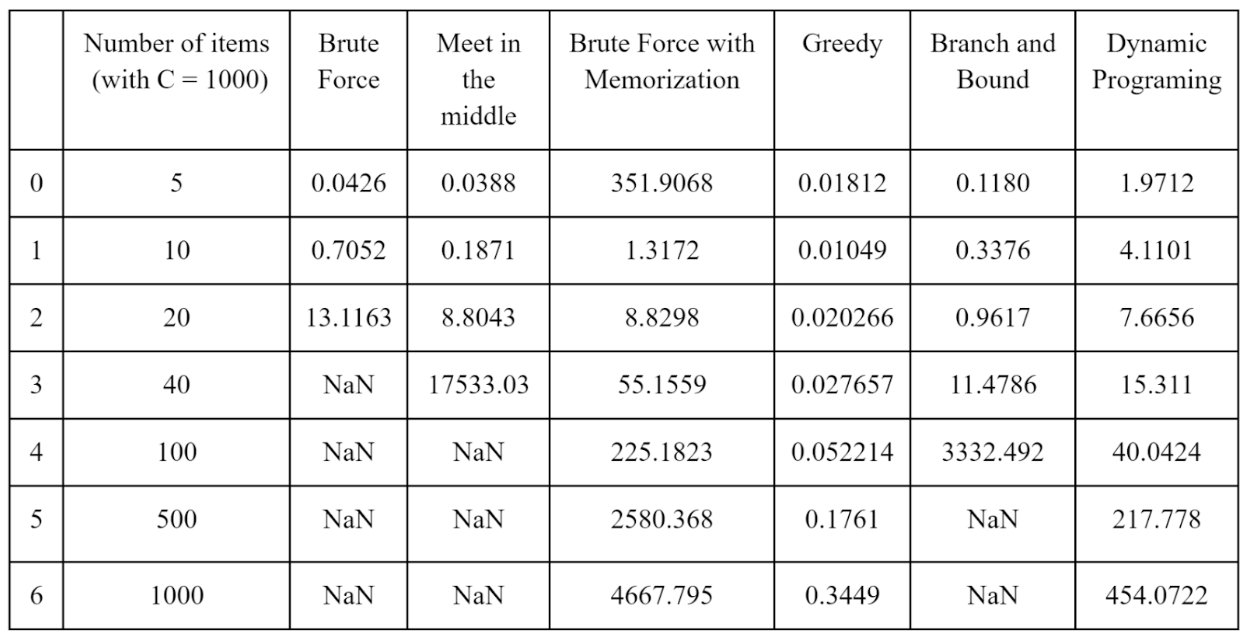 Number of items (with C = 1000) Brute Force Meet in the middle Brute Force with Memorization Greedy Branch and Bound Dynamic Programing
0 5 0.0426 0.0388 351.9068 0.01812 0.1180 1.9712
1 10 0.7052 0.1871 1.3172 0.01049 0.3376 4.1101
2 20 13.1163 8.8043 8.8298 0.020266 0.9617 7.6656
3 40 NaN 17533.03 55.1559 0.027657 11.4786 15.311
4 100 NaN NaN 225.1823 0.052214 3332.492 40.0424
5 500 NaN NaN 2580.368 0.1761 NaN 217.778
6 1000 NaN NaN 4667.795 0.3449 NaN 454.0722